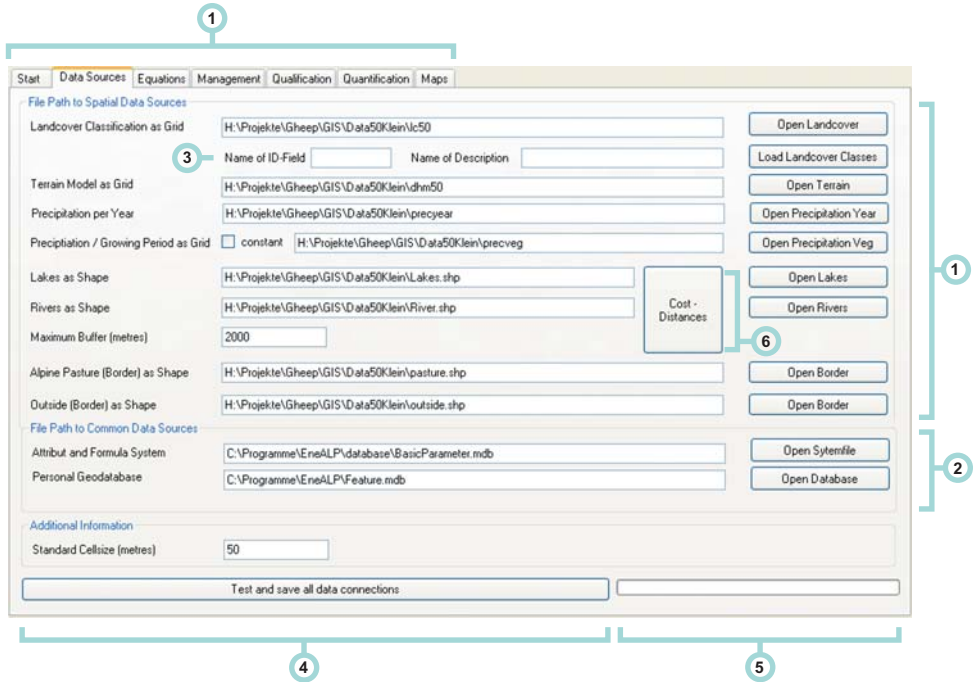 1
Start Data Sources Equations Management Qualification Quantification Maps
File Path to Spatial Data Sources
Landcover Classification as Grid H:\Projekte\Gheep\GIS\Data50Klein\lc50 Open Landcover
3 Name of ID-Field Name of Description Load Landcover Classes
Terrain Model as Grid H:\Projekte\Gheep\GIS\Data50Klein\dhm50 Open Terrain
Precipitation per Year H:\Projekte\Gheep\GIS\Data50Klein\precyear Open Precipitation Year
Preciptiation / Growing Period as Grid constant H:\Projekte\Gheep\GIS\Data50Klein\precveg Open Precipitation Veg
1
Lakes as Shape H:\Projekte\Gheep\GIS\Data50Klein\Lakes.shp Open Lakes
Rivers as Shape H:\Projekte\Gheep\GIS\Data50Klein\River.shp Cost - Open Rivers
Distances
Maximum Buffer (metres) 2000 6
Alpine Pasture (Border) as Shape H:\Projekte\Gheep\GIS\Data50Klein\pasture.shp Open Border
Outside (Border) as Shape H:\Projekte\Gheep\GIS\Data50Klein\outside.shp Open Border
File Path to Common Data Sources
Attribut and Formula System C:\Programme\EneALP\database\BasicParameter.mdb Open Sytemfile
2
Personal Geodatabase C:\Programme\EneALP\Feature.mdb Open Database
Additional Information
Standard Cellsize (metres) 50
Test and save all data connections
4 5